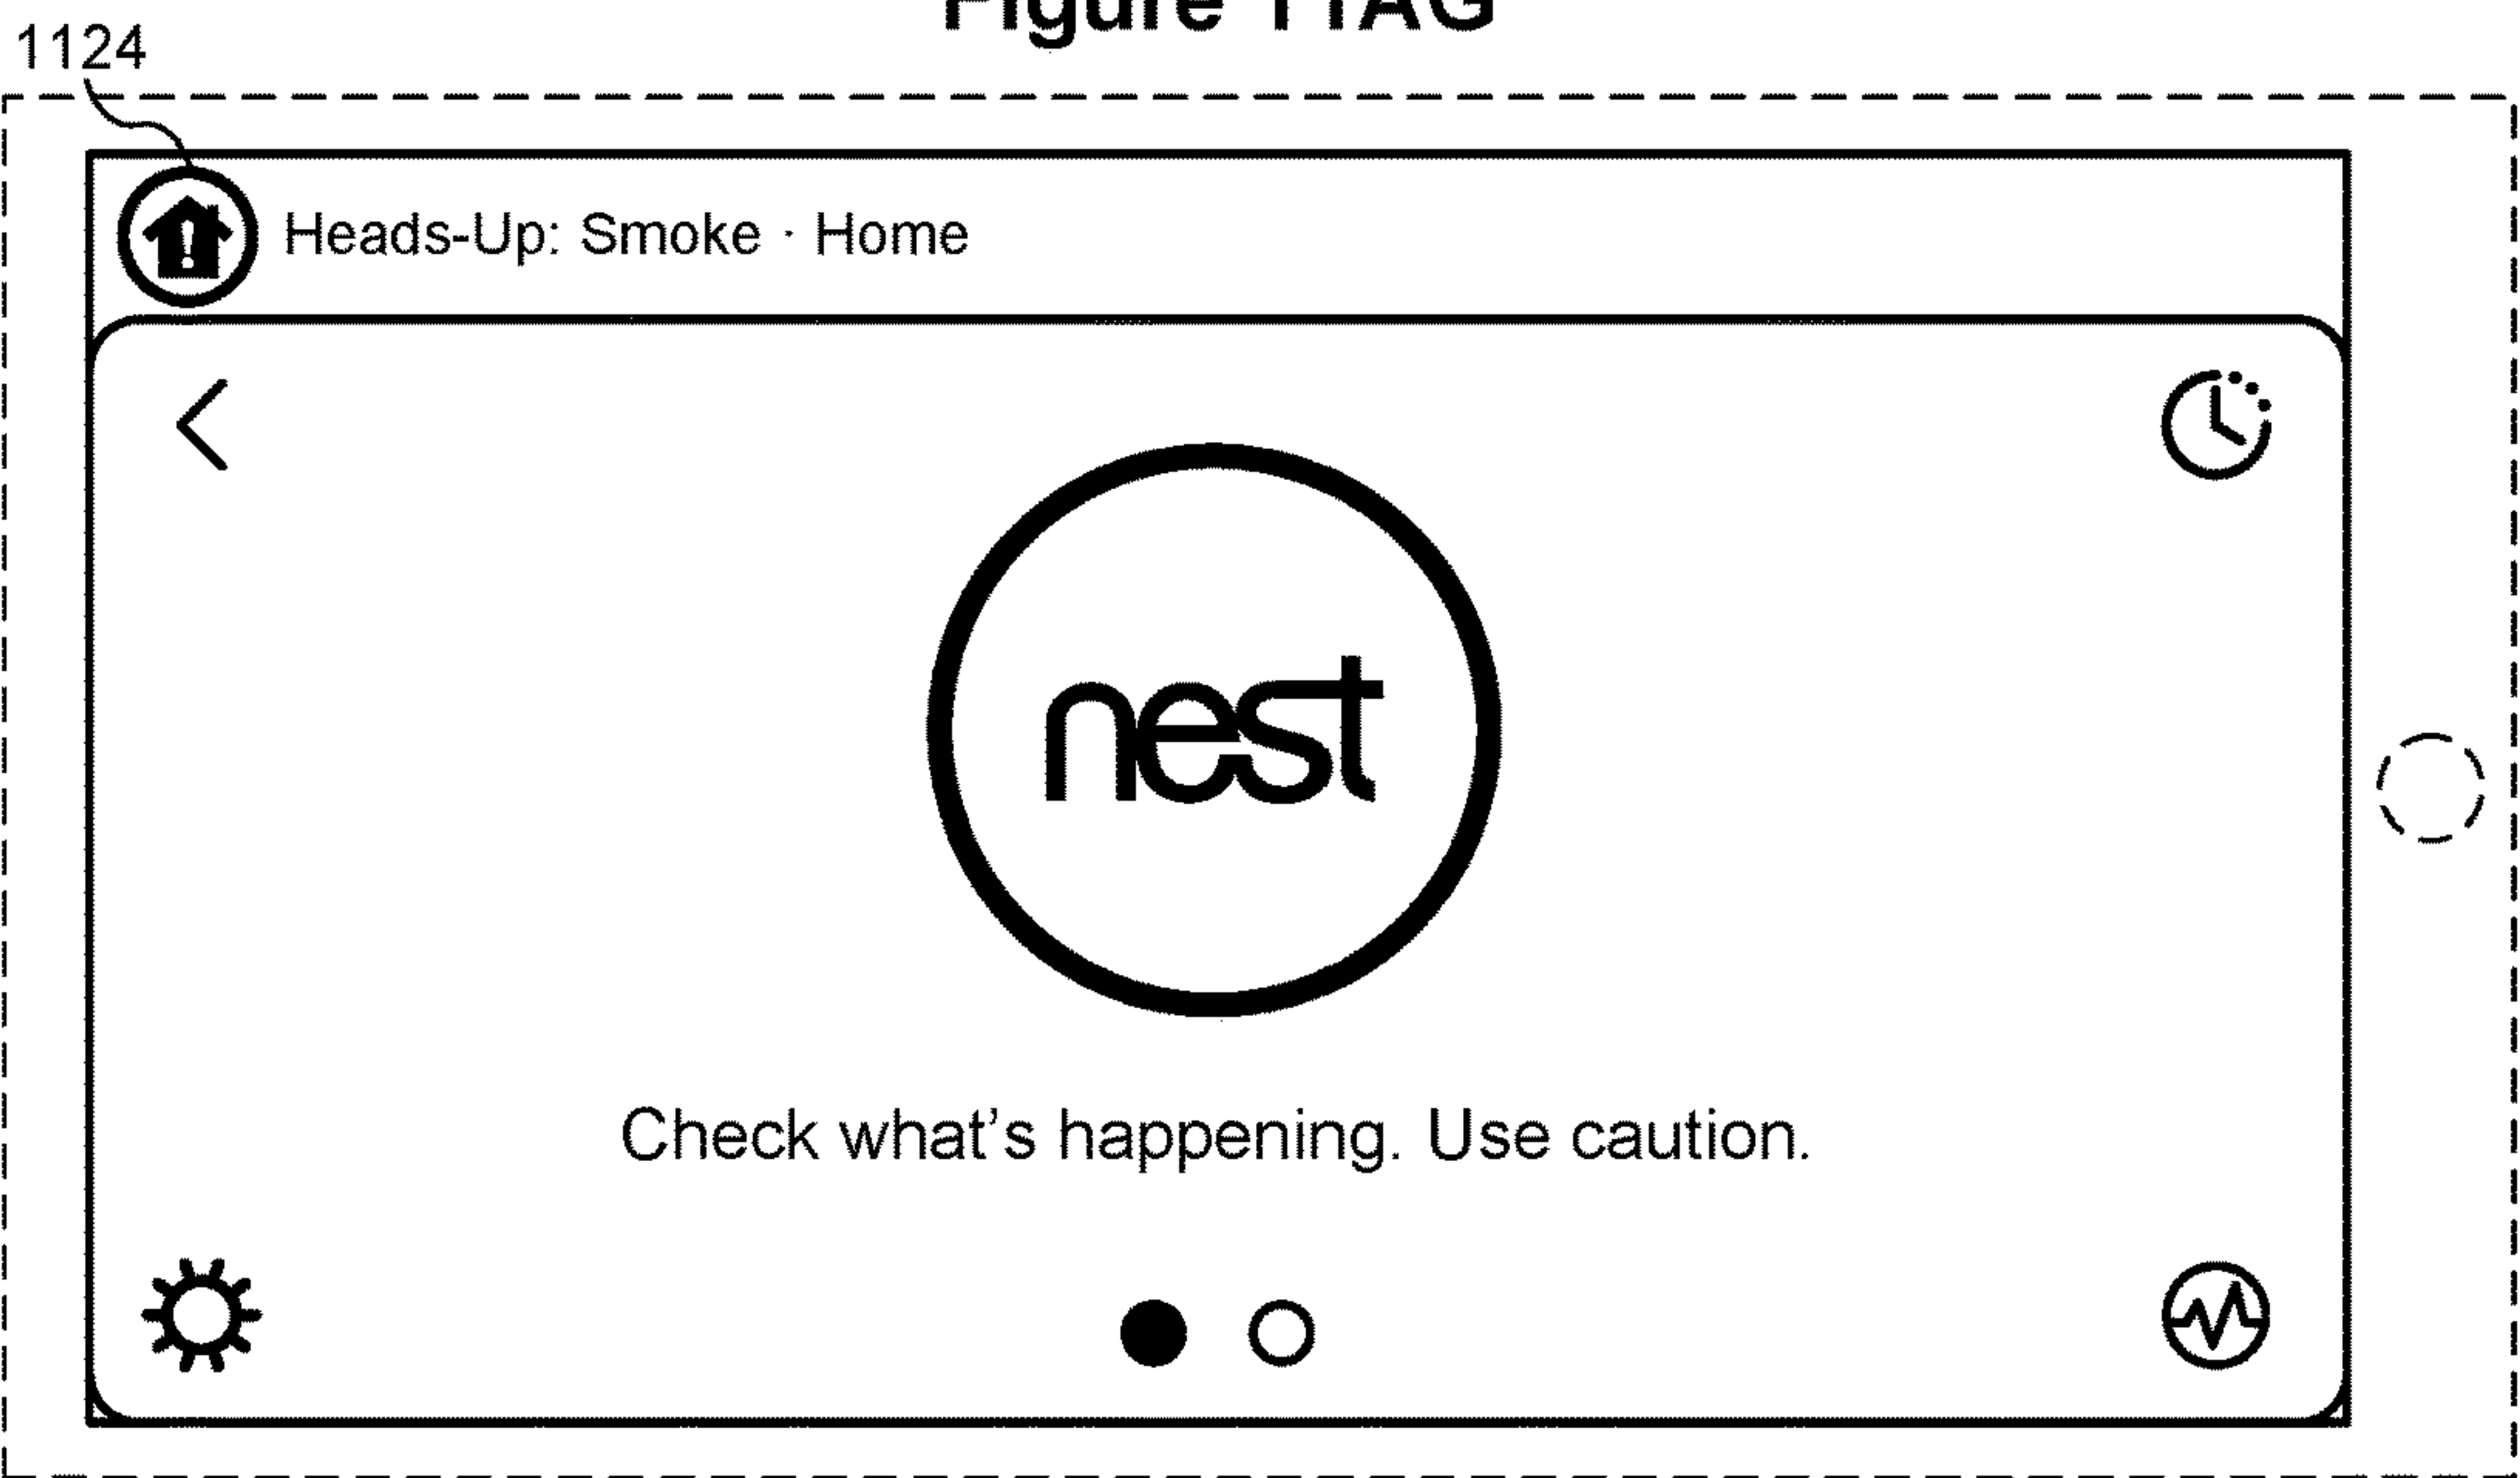 Figure 11AG
1124
Heads-Up: Smoke · Home
nest
Check what's happening. Use caution.